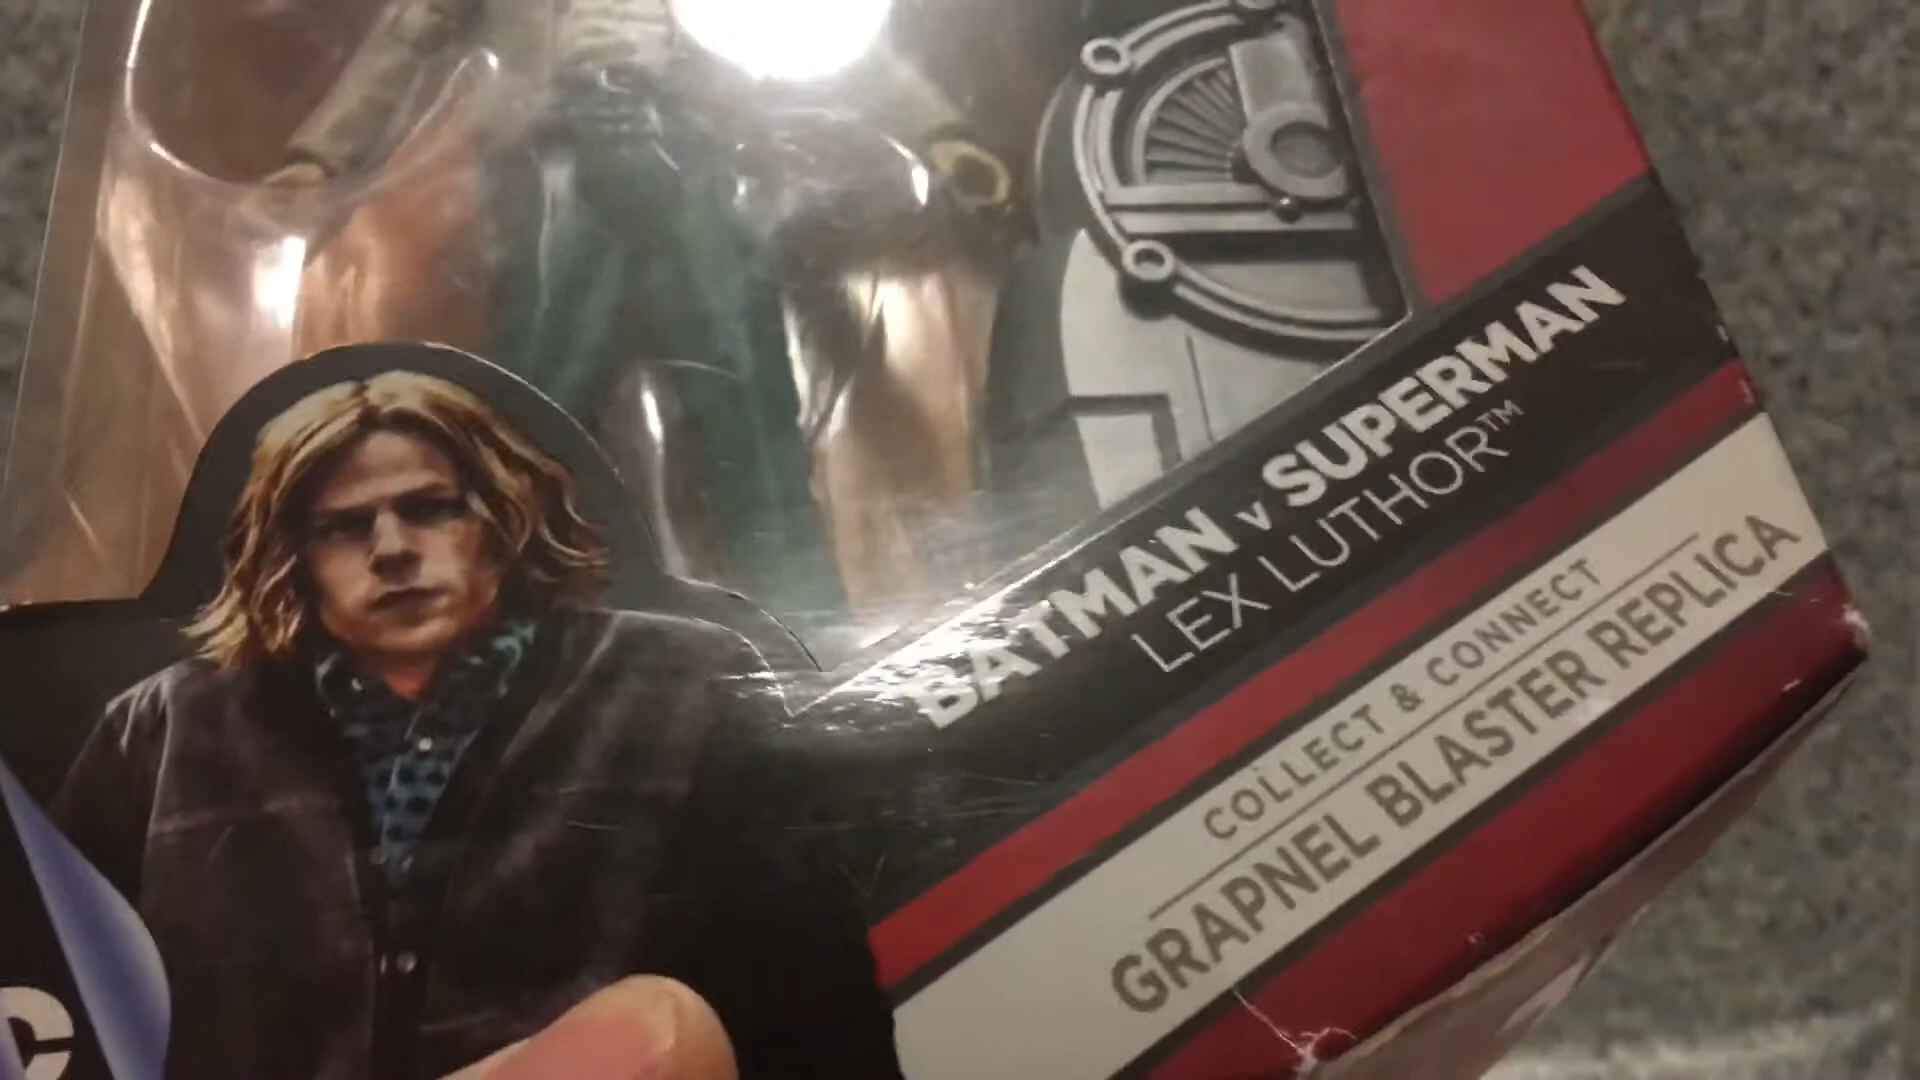 BATMAN v SUPERMAN
LEX LUTHOR™
COLLECT & CONNECT
GRAPNEL BLASTER REPLICA
C